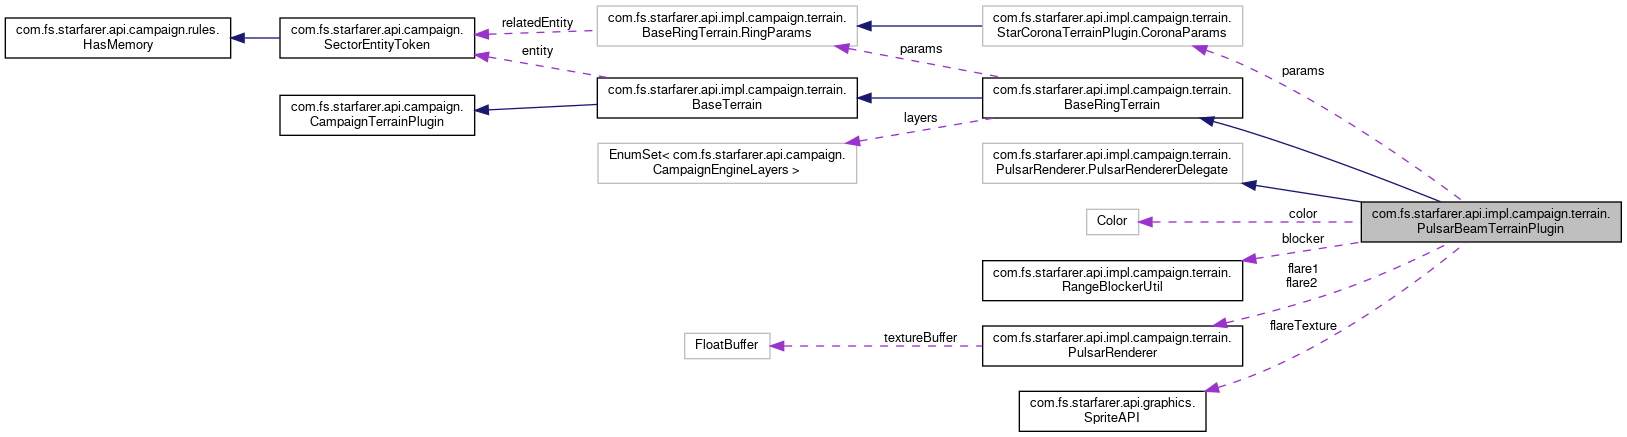 com.fs.starfarer.api.campaign.rules.
HasMemory
com.fs.starfarer.api.campaign.
SectorEntityToken
relatedEntity
entity
com.fs.starfarer.api.impl.campaign.terrain.
BaseRingTerrain.RingParams
com.fs.starfarer.api.impl.campaign.terrain.
StarCoronaTerrainPlugin.CoronaParams
params
params
com.fs.starfarer.api.campaign.
CampaignTerrainPlugin
com.fs.starfarer.api.impl.campaign.terrain.
BaseTerrain
com.fs.starfarer.api.impl.campaign.terrain.
BaseRingTerrain
layers
EnumSet< com.fs.starfarer.api.campaign.
CampaignEngineLayers >
com.fs.starfarer.api.impl.campaign.terrain.
PulsarRenderer.PulsarRendererDelegate
Color
color
com.fs.starfarer.api.impl.campaign.terrain.
PulsarBeamTerrainPlugin
blocker
com.fs.starfarer.api.impl.campaign.terrain.
RangeBlockerUtil
flare1
flare2
FloatBuffer
textureBuffer
com.fs.starfarer.api.impl.campaign.terrain.
PulsarRenderer
flareTexture
com.fs.starfarer.api.graphics.
SpriteAPI